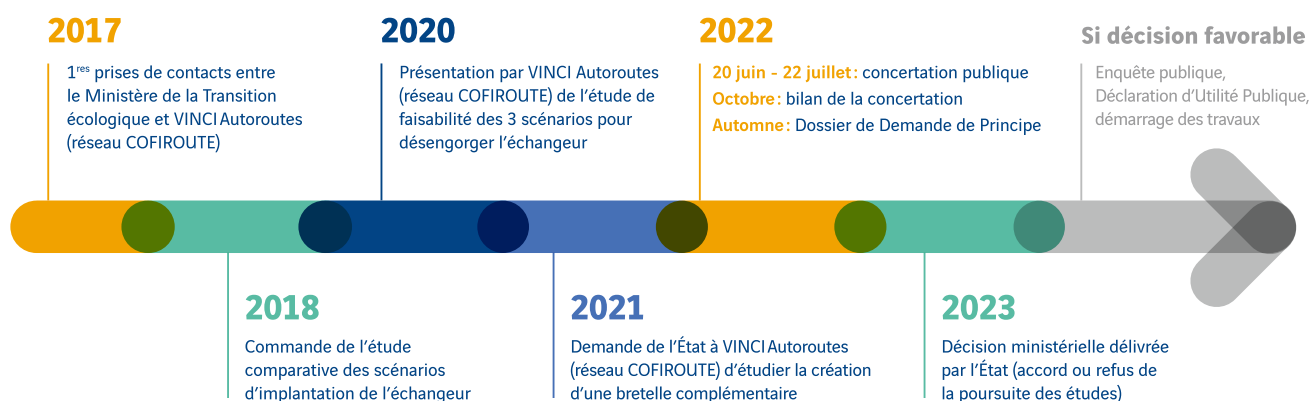 2017
1res prises de contacts entre
le Ministère de la Transition
écologique et VINCI Autoroutes
(réseau COFIROUTE)
2018
Commande de l'étude
comparative des scénarios
d'implantation de l'échangeur
2020
Présentation par VINCI Autoroutes
(réseau COFIROUTE) de l'étude de
faisabilité des 3 scénarios pour
désengorger l'échangeur
2021
Demande de l'État à VINCI Autoroutes
(réseau COFIROUTE) d'étudier la création
d'une bretelle complémentaire
2022
20 juin - 22 juillet : concertation publique
Octobre : bilan de la concertation
Automne : Dossier de Demande de Principe
2023
Décision ministérielle délivrée
par l'État (accord ou refus de
la poursuite des études)
Si décision favorable
Enquête publique,
Déclaration d'Utilité Publique,
démarrage des travaux